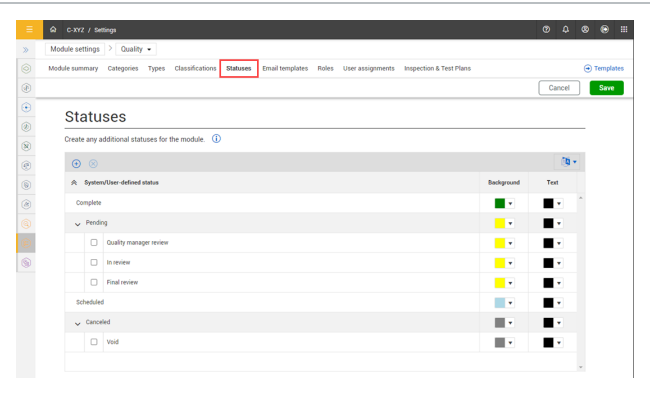 C-XYZ / Settings
Module settings > Quality
Module summary Categories Types Classifications Statuses Email templates Roles User assignments Inspection & Test Plans Templates
Cancel Save
Statuses
Create any additional statuses for the module.
System/User-defined status Background Text
Complete
Pending
Quality manager review
In review
Final review
Scheduled
Canceled
Void